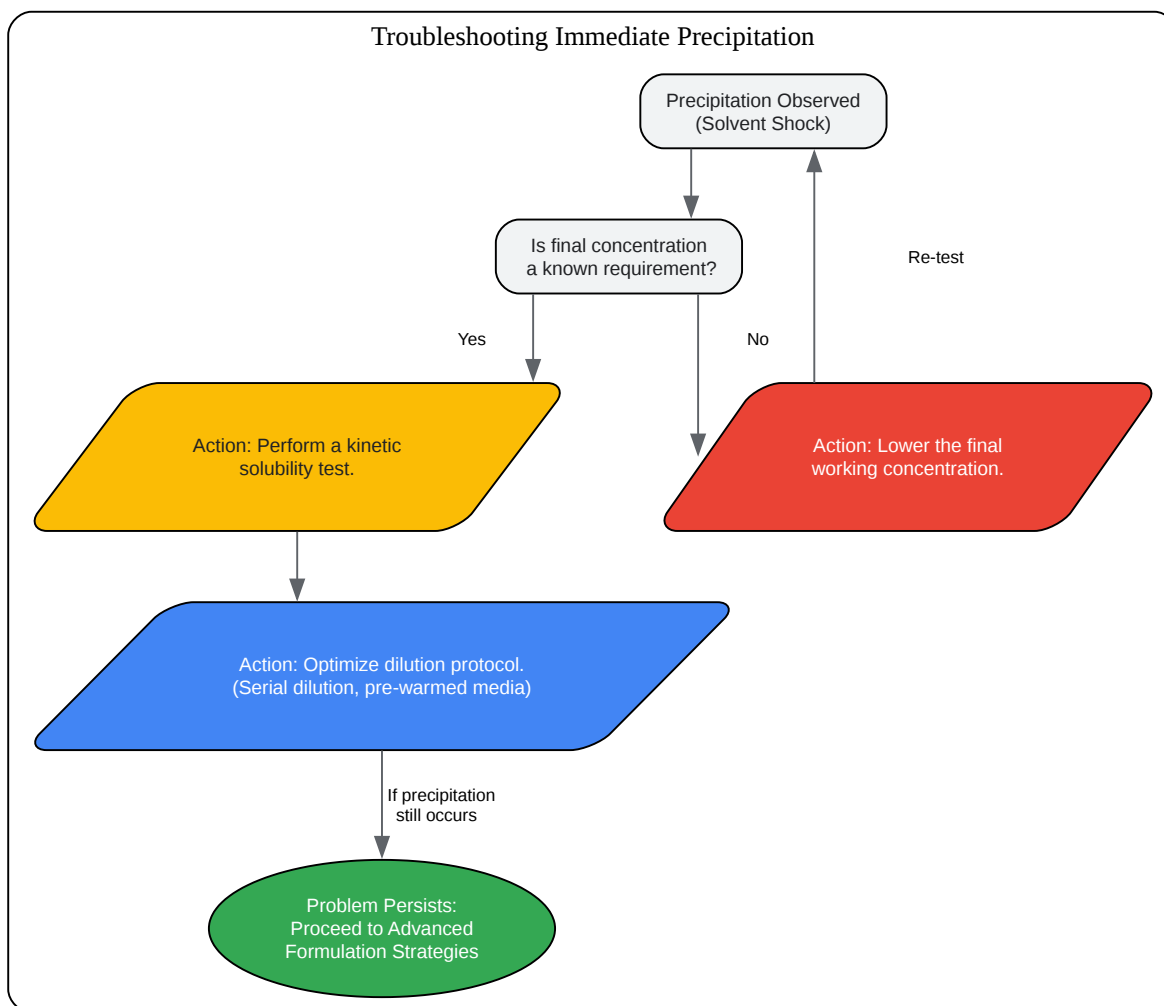 Troubleshooting Immediate Precipitation
Precipitation Observed
(Solvent Shock)
Is final concentration
a known requirement?
Re-test
Yes
No
Action: Perform a kinetic
solubility test.
Action: Lower the final
working concentration.
Action: Optimize dilution protocol.
(Serial dilution, pre-warmed media)
If precipitation
still occurs
Problem Persists:
Proceed to Advanced
Formulation Strategies